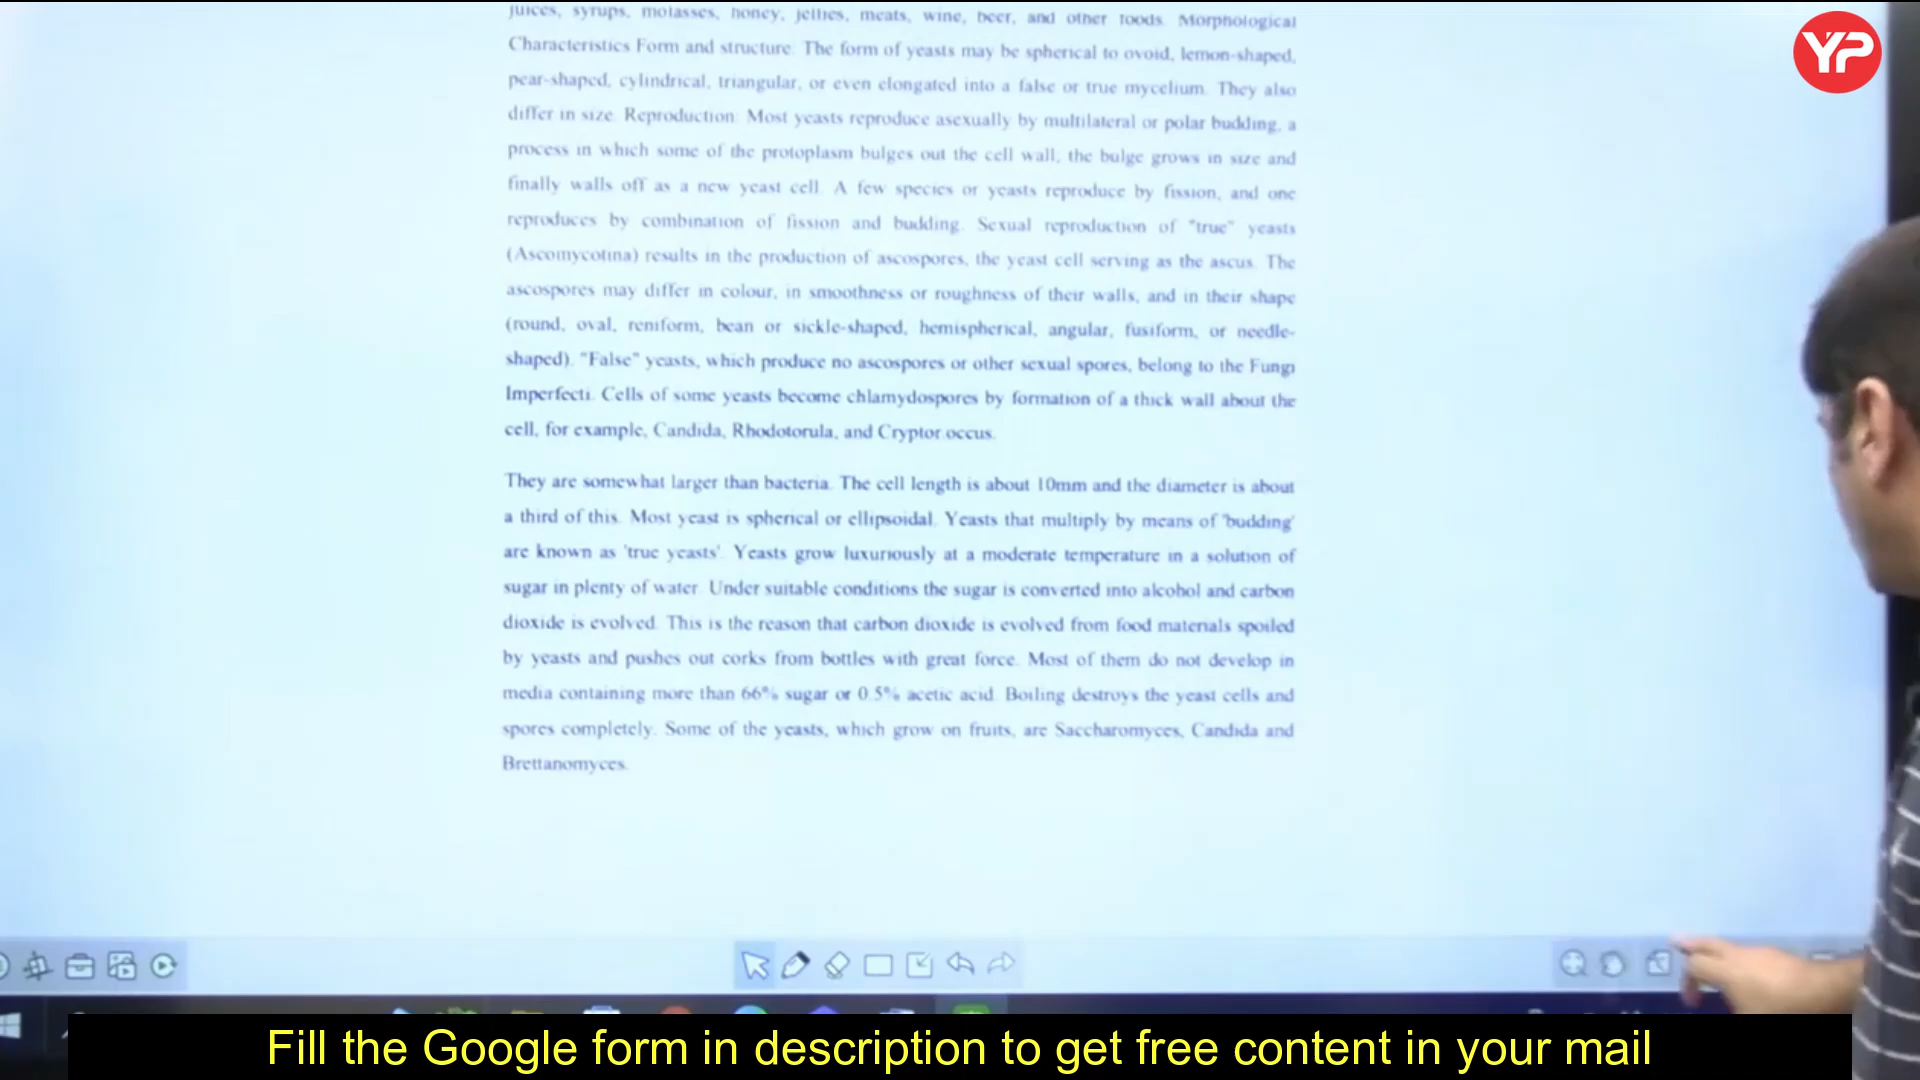 juices, syrups, molasses, honey, jellies, meats, wine, beer, and other foods. Morphological
YP
Characteristics Form and structure: The form of yeasts may be spherical to ovoid, lemon-shaped,
pear-shaped, cylindrical, triangular, or even elongated into a false or true mycelium. They also
differ in size. Reproduction: Most yeasts reproduce asexually by multilateral or polar budding, a
process in which some of the protoplasm bulges out the cell wall; the bulge grows in size and
finally walls off as a new yeast cell. A few species or yeasts reproduce by fission, and one
reproduces by combination of fission and budding. Sexual reproduction of "true" yeasts
(Ascomycotina) results in the production of ascospores, the yeast cell serving as the ascus. The
ascospores may differ in colour, in smoothness or roughness of their walls, and in their shape
(round, oval, reniform, bean or sickle-shaped, hemispherical, angular, fusiform, or needle-
shaped). "False" yeasts, which produce no ascospores or other sexual spores, belong to the Fungi
Imperfecti. Cells of some yeasts become chlamydospores by formation of a thick wall about the
cell, for example, Candida, Rhodotorula, and Cryptor.occus.
They are somewhat larger than bacteria. The cell length is about 10mm and the diameter is about
a third of this. Most yeast is spherical or ellipsoidal. Yeasts that multiply by means of 'budding'
are known as 'true yeasts'. Yeasts grow luxuriously at a moderate temperature in a solution of
sugar in plenty of water. Under suitable conditions the sugar is converted into alcohol and carbon
dioxide is evolved. This is the reason that carbon dioxide is evolved from food materials spoiled
by yeasts and pushes out corks from bottles with great force. Most of them do not develop in
media containing more than 66% sugar or 0.5% acetic acid. Boiling destroys the yeast cells and
spores completely. Some of the yeasts, which grow on fruits, are Saccharomyces, Candida and
Brettanomyces.
Fill the Google form in description to get free content in your mail